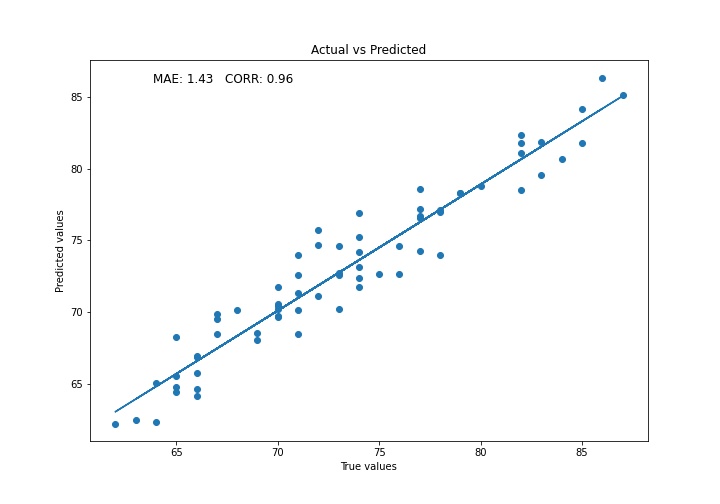 Actual vs Predicted
MAE: 1.43 CORR: 0.96
85
80
75
70
65
Predicted values
65 70 75 80 85
True values